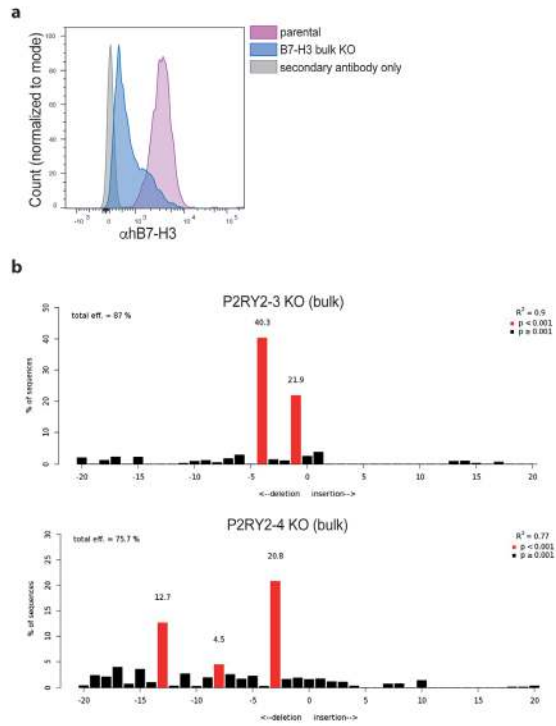 a
parental
B7-H3 bulk KO
secondary antibody only
Count (normalized to mode)
100
80
60
40
20
0
-10³ 0 10³ 10⁴ 10⁵
αhB7-H3
b
P2RY2-3 KO (bulk)
total eff. = 87 %
R² = 0.9
p < 0.001
p ≥ 0.001
40.3
21.9
% of sequences
50
40
30
20
10
0
-20 -15 -10 -5 0 5 10 15 20
<--deletion insertion-->
P2RY2-4 KO (bulk)
total eff. = 75.7 %
R² = 0.77
p < 0.001
p ≥ 0.001
20.8
12.7
4.5
% of sequences
30
25
20
15
10
5
0
-20 -15 -10 -5 0 5 10 15 20
<--deletion insertion-->